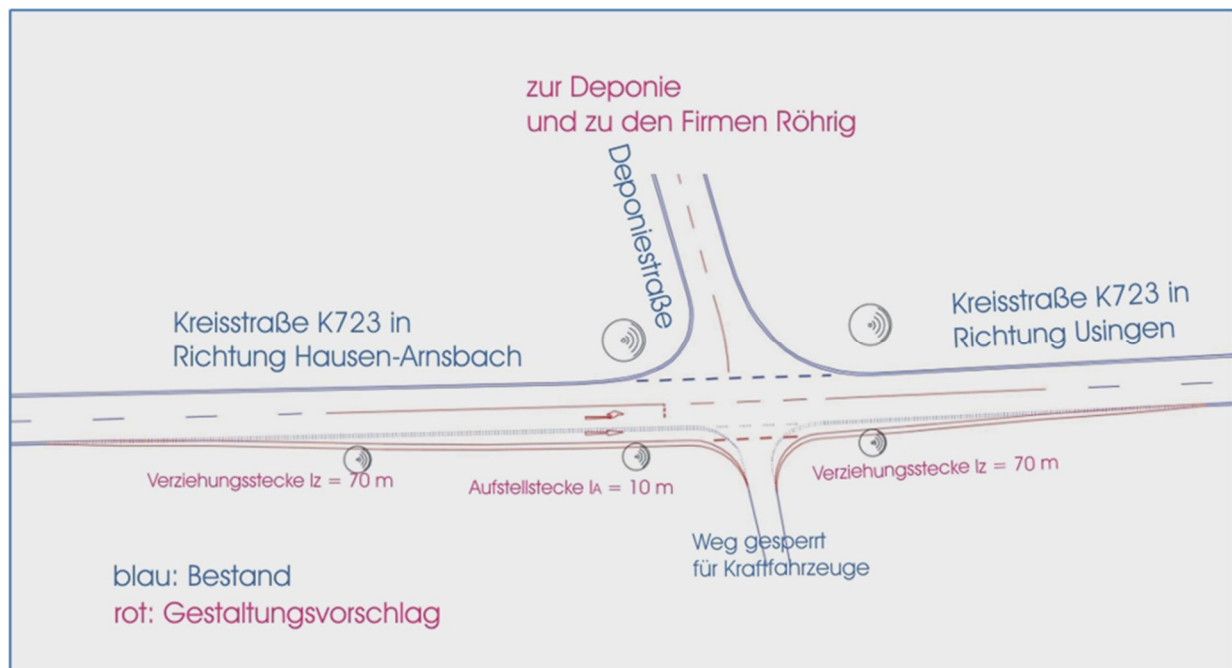 zur Deponie
und zu den Firmen Röhrig
Deponiestraße
Kreisstraße K723 in
Richtung Hausen-Arnsbach
Kreisstraße K723 in
Richtung Usingen
Verziehungsstecke lz = 70 m
Aufstellstecke lA = 10 m
Verziehungsstecke lz = 70 m
Weg gesperrt
für Kraftfahrzeuge
blau: Bestand
rot: Gestaltungsvorschlag